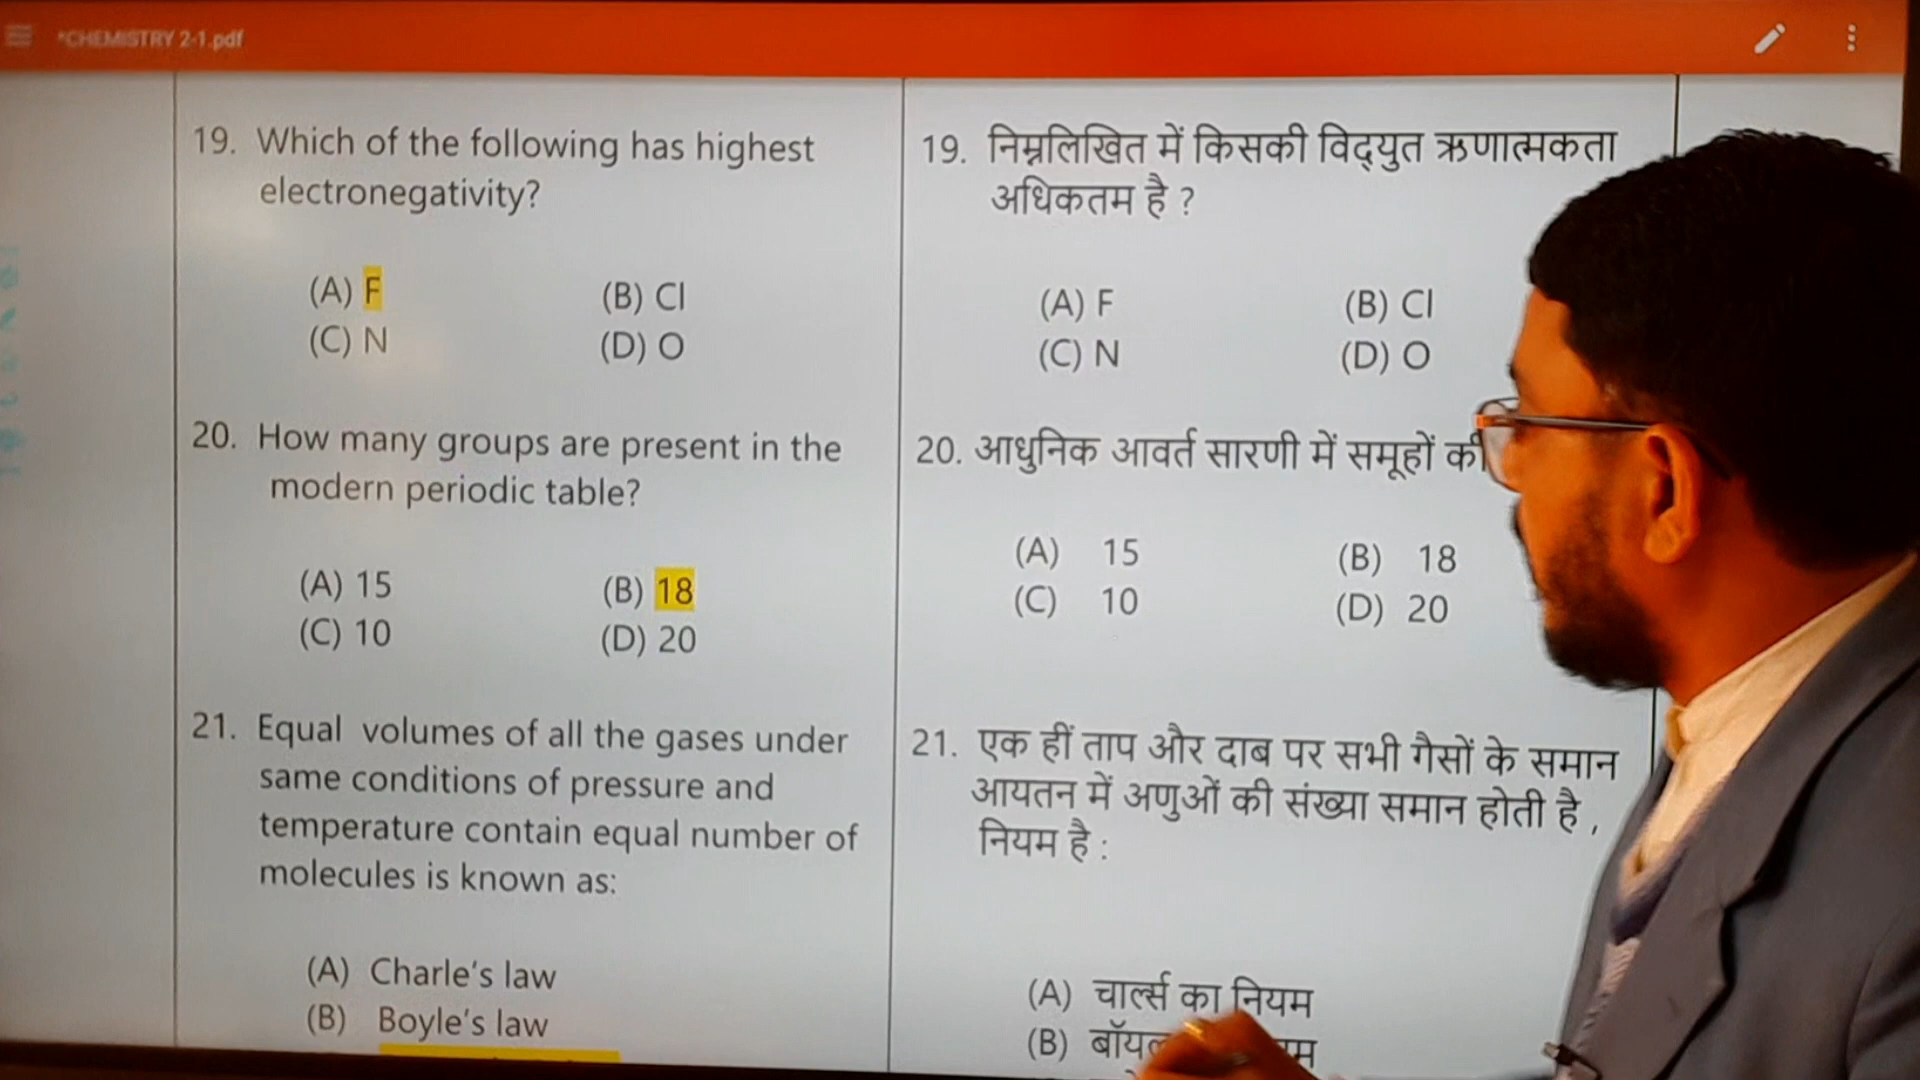 *CHEMISTRY 2-1.pdf
19. Which of the following has highest
electronegativity?
(A) F (B) Cl
(C) N (D) O
20. How many groups are present in the
modern periodic table?
(A) 15 (B) 18
(C) 10 (D) 20
21. Equal volumes of all the gases under
same conditions of pressure and
temperature contain equal number of
molecules is known as:
(A) Charle's law
(B) Boyle's law
19. निम्नलिखित में किसकी विद्युत ऋणात्मकता
अधिकतम है ?
(A) F (B) Cl
(C) N (D) O
20. आधुनिक आवर्त सारणी में समूहों की
(A) 15 (B) 18
(C) 10 (D) 20
21. एक हीं ताप और दाब पर सभी गैसों के समान
आयतन में अणुओं की संख्या समान होती है ,
नियम है :
(A) चार्ल्स का नियम
(B)